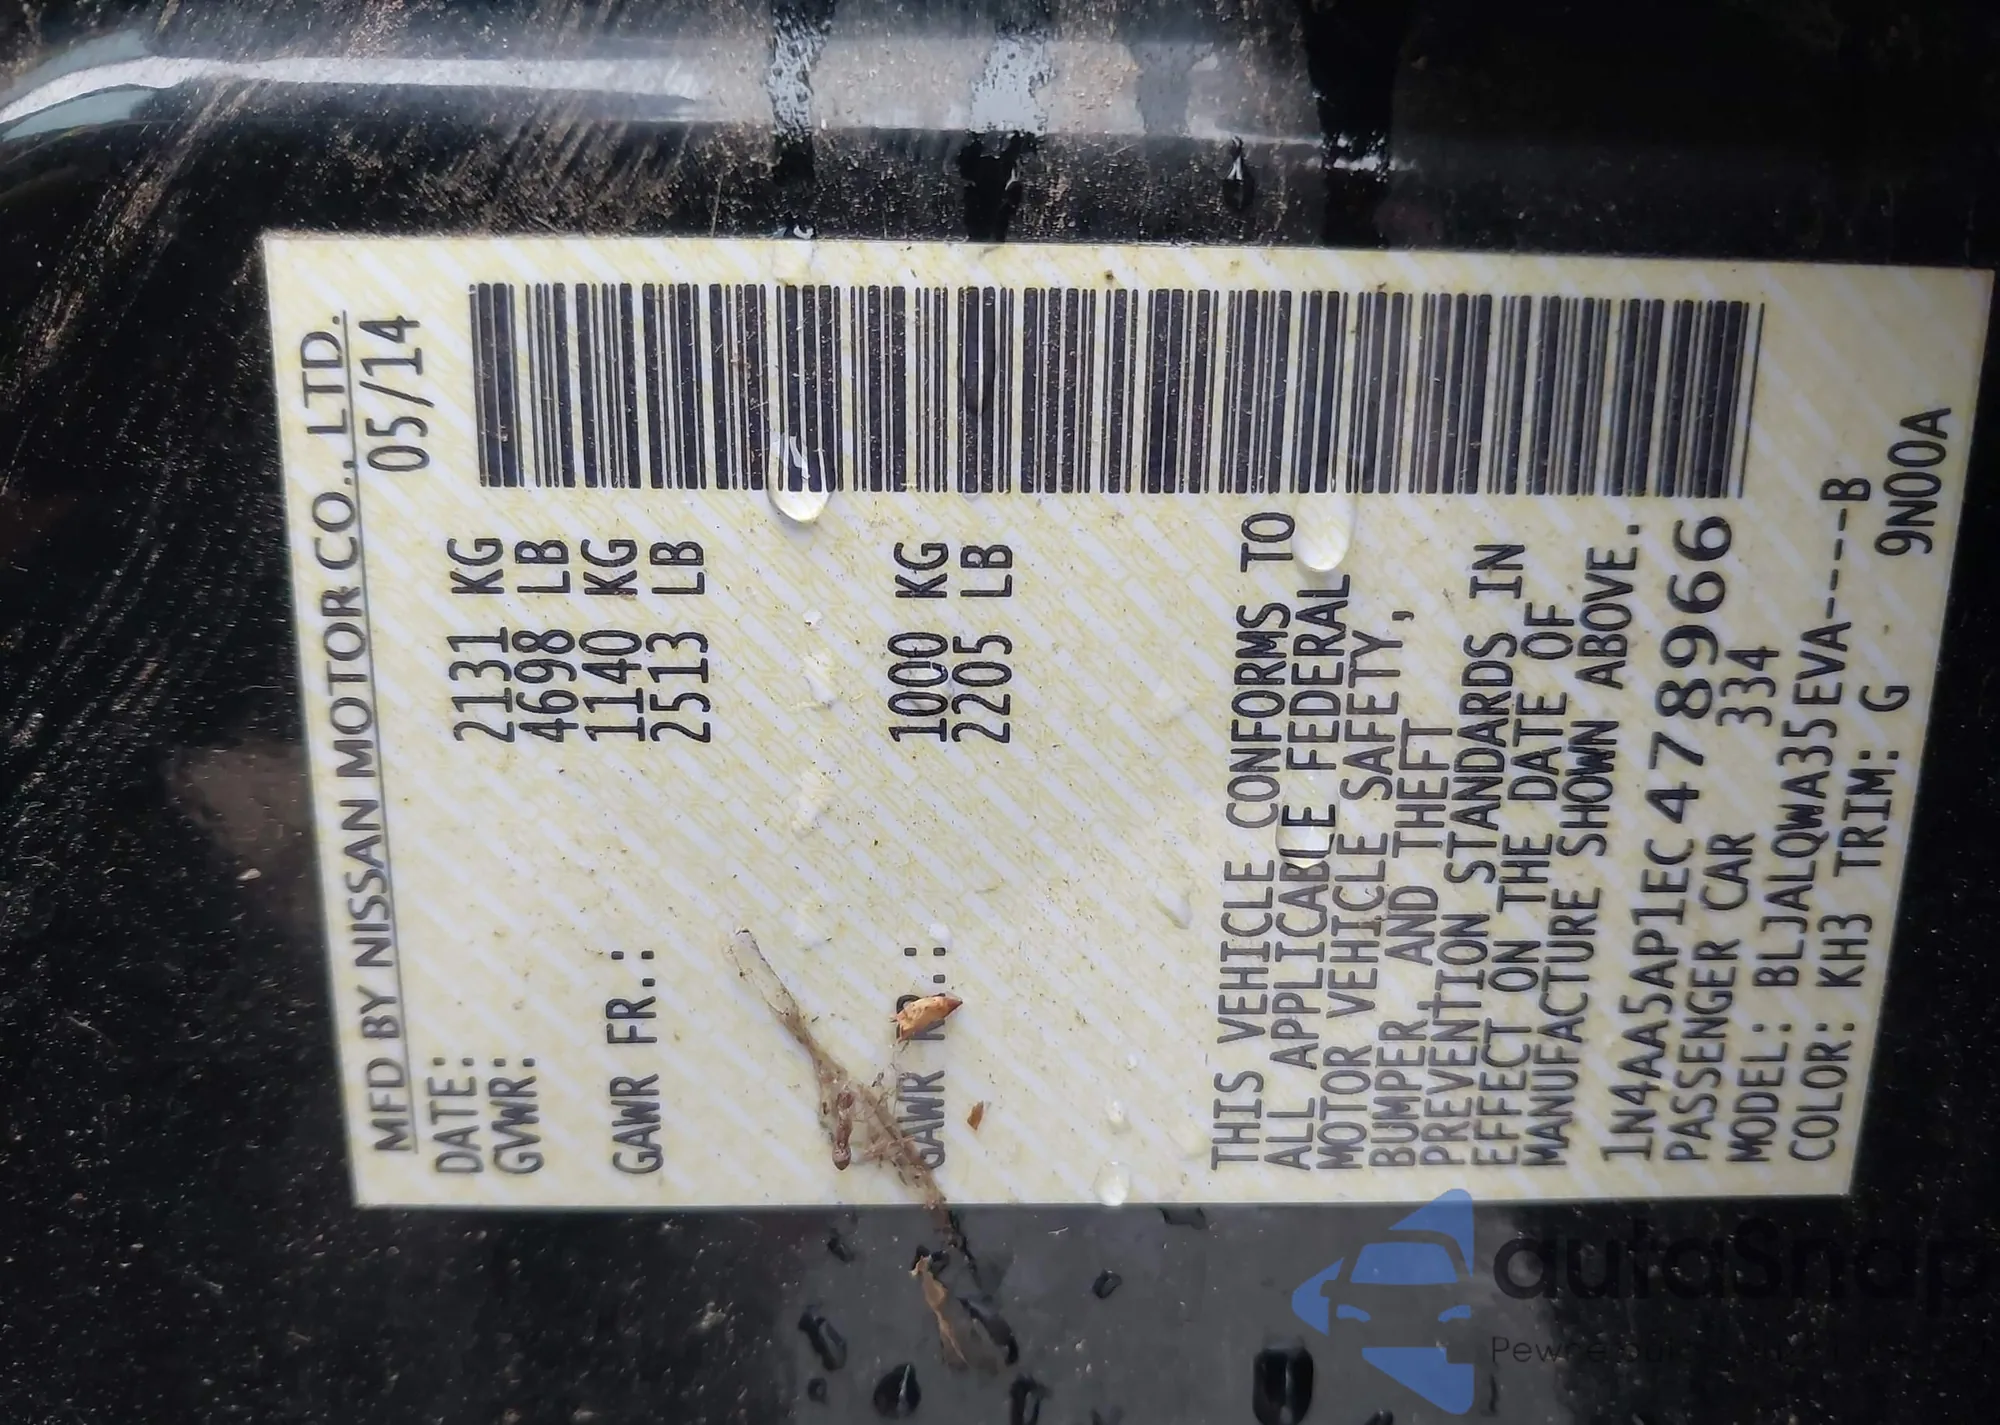 MFD BY NISSAN MOTOR CO., LTD.
DATE: 05/14
GVWR: 2131 KG
4698 LB
GAWR FR.: 1140 KG
2513 LB
GAWR RR.: 1000 KG
2205 LB
THIS VEHICLE CONFORMS TO
ALL APPLICABLE FEDERAL
MOTOR VEHICLE SAFETY,
BUMPER AND THEFT
PREVENTION STANDARDS IN
EFFECT ON THE DATE OF
MANUFACTURE SHOWN ABOVE.
1N4AA5AP1EC478966
PASSENGER CAR 334
MODEL: BLJALQWA35EVA----B
COLOR: KH3 TRIM: G 9N00A
autaSnap